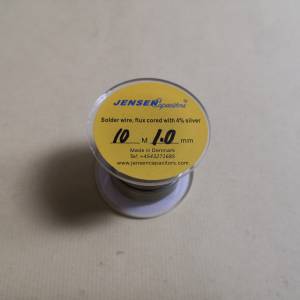 JENSEN Capacitors
Solder wire, flux cored with 4% silver
10 M 1.0 mm
Made in Denmark
Tel. +4543271685
www.jensencapacitors.com